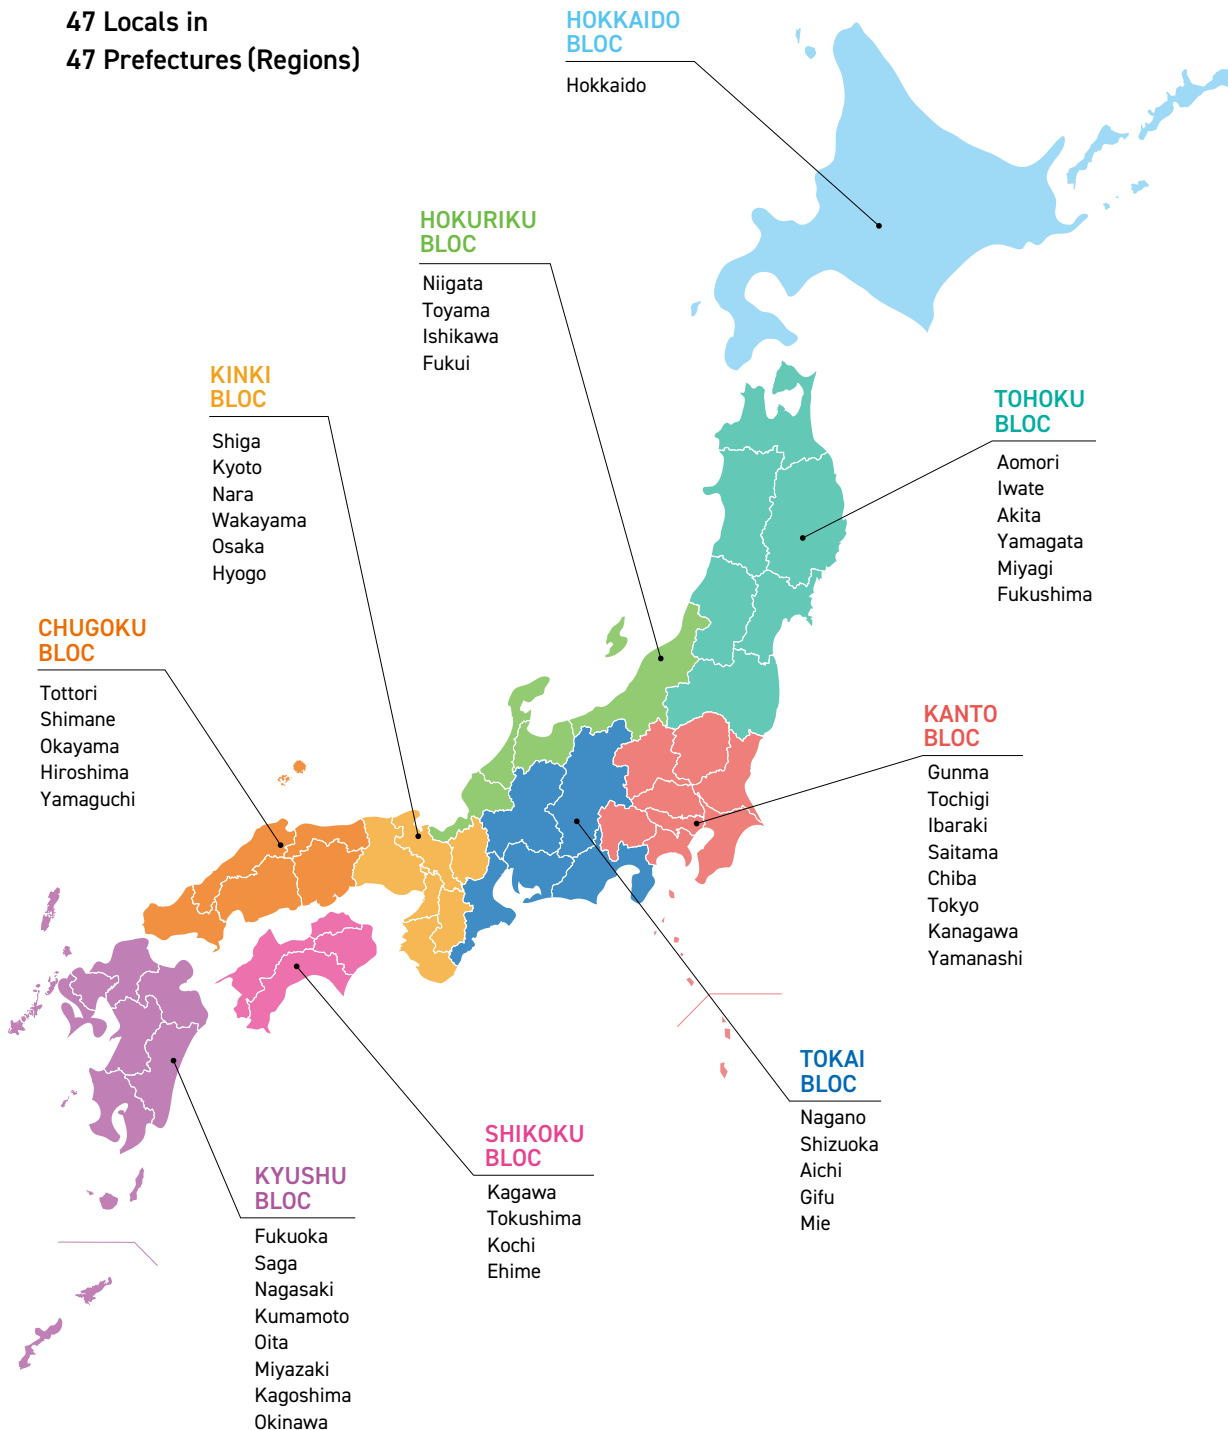 47 Locals in
47 Prefectures (Regions)
HOKKAIDO
BLOC
Hokkaido
HOKURIKU
BLOC
Niigata
Toyama
Ishikawa
Fukui
KINKI
BLOC
Shiga
Kyoto
Nara
Wakayama
Osaka
Hyogo
TOHOKU
BLOC
Aomori
Iwate
Akita
Yamagata
Miyagi
Fukushima
CHUGOKU
BLOC
Tottori
Shimane
Okayama
Hiroshima
Yamaguchi
KANTO
BLOC
Gunma
Tochigi
Ibaraki
Saitama
Chiba
Tokyo
Kanagawa
Yamanashi
TOKAI
BLOC
Nagano
Shizuoka
Aichi
Gifu
Mie
SHIKOKU
BLOC
Kagawa
Tokushima
Kochi
Ehime
KYUSHU
BLOC
Fukuoka
Saga
Nagasaki
Kumamoto
Oita
Miyazaki
Kagoshima
Okinawa